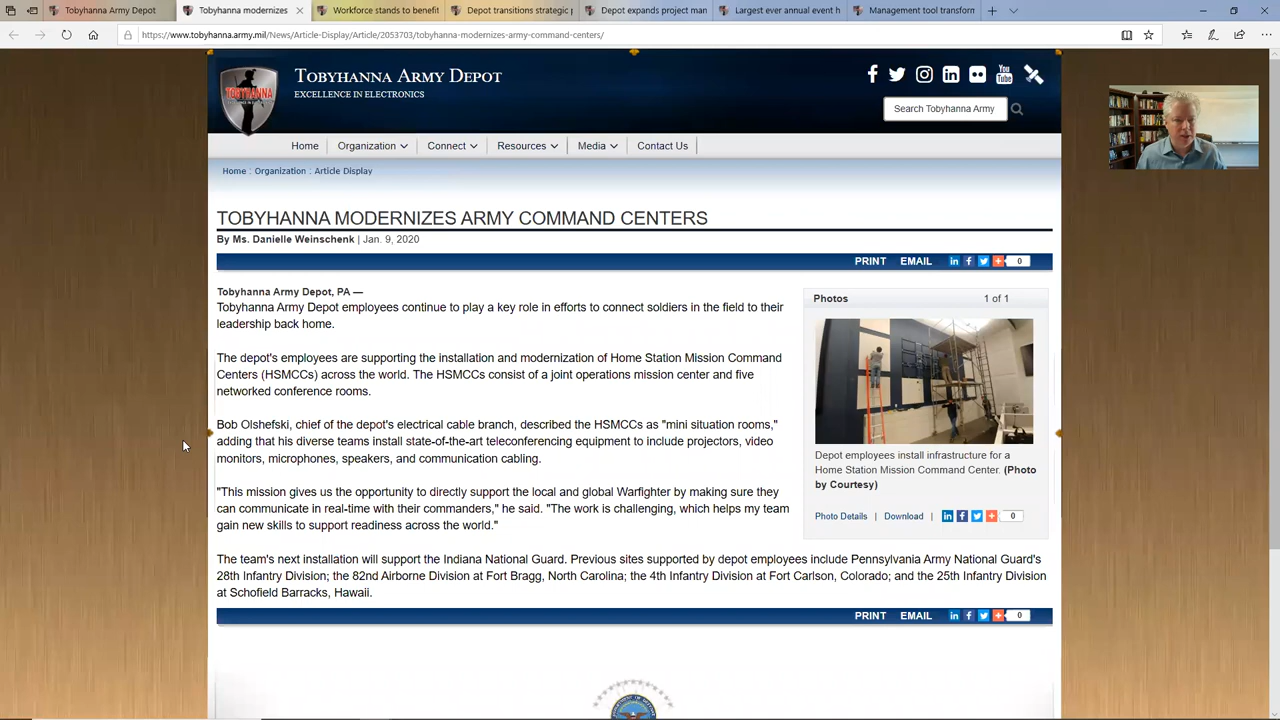 Tobyhanna Army Depot
Tobyhanna modernizes
Workforce stands to benefit
Depot transitions strategic p
Depot expands project man
Largest ever annual event h
Management tool transform
https://www.tobyhanna.army.mil/News/Article-Display/Article/2053703/tobyhanna-modernizes-army-command-centers/
TOBYHANNA
TOBYHANNA ARMY DEPOT
EXCELLENCE IN ELECTRONICS
You
Tube
Search Tobyhanna Army
Home
Organization
Connect
Resources
Media
Contact Us
Home : Organization : Article Display
TOBYHANNA MODERNIZES ARMY COMMAND CENTERS
By Ms. Danielle Weinschenk | Jan. 9, 2020
PRINT EMAIL 0
Tobyhanna Army Depot, PA —
Tobyhanna Army Depot employees continue to play a key role in efforts to connect soldiers in the field to their
leadership back home.
The depot's employees are supporting the installation and modernization of Home Station Mission Command
Centers (HSMCCs) across the world. The HSMCCs consist of a joint operations mission center and five
networked conference rooms.
Bob Olshefski, chief of the depot's electrical cable branch, described the HSMCCs as "mini situation rooms,"
adding that his diverse teams install state-of-the-art teleconferencing equipment to include projectors, video
monitors, microphones, speakers, and communication cabling.
"This mission gives us the opportunity to directly support the local and global Warfighter by making sure they
can communicate in real-time with their commanders," he said. "The work is challenging, which helps my team
gain new skills to support readiness across the world."
Photos 1 of 1
Depot employees install infrastructure for a
Home Station Mission Command Center. (Photo
by Courtesy)
Photo Details | Download | 0
The team's next installation will support the Indiana National Guard. Previous sites supported by depot employees include Pennsylvania Army National Guard's
28th Infantry Division; the 82nd Airborne Division at Fort Bragg, North Carolina; the 4th Infantry Division at Fort Carlson, Colorado; and the 25th Infantry Division
at Schofield Barracks, Hawaii.
PRINT EMAIL 0